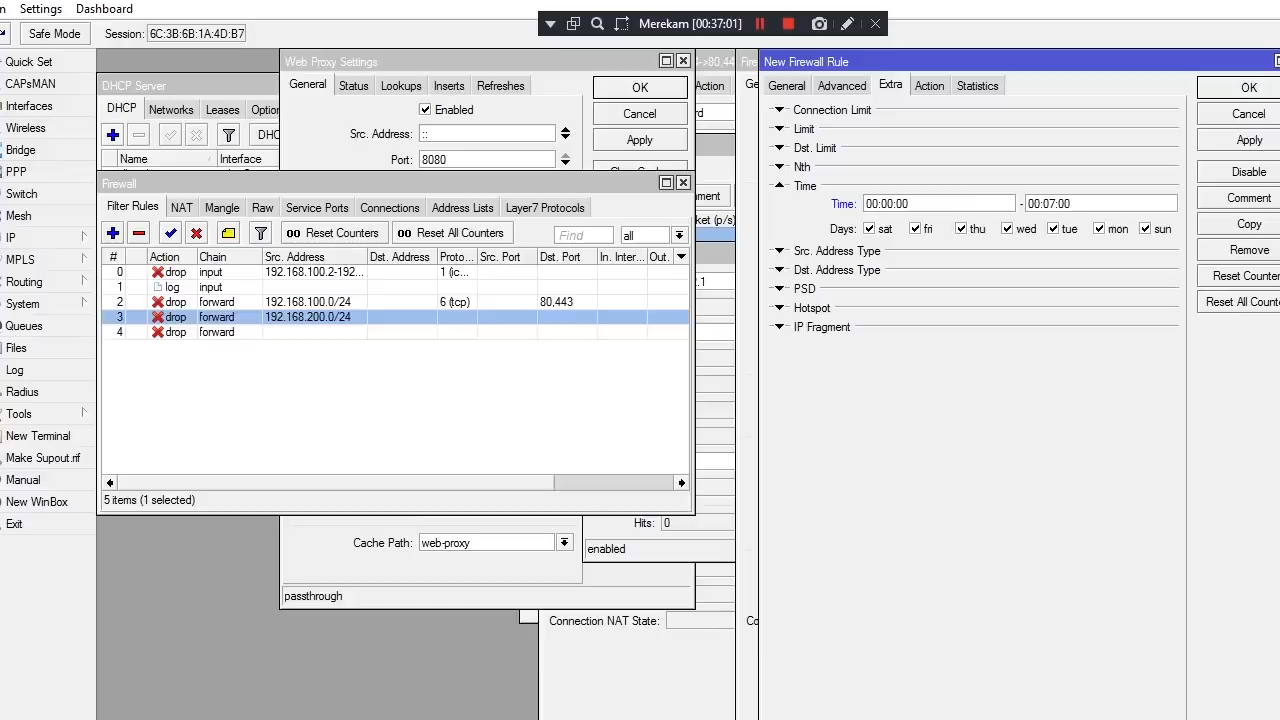 Settings Dashboard
Merekam [00:37:01]
Safe Mode Session: 6C:3B:6B:1A:4D:B7
Quick Set
CAPsMAN
Interfaces
Wireless
Bridge
PPP
Switch
Mesh
IP
MPLS
Routing
System
Queues
Files
Log
Radius
Tools
New Terminal
Make Supout.rif
Manual
New WinBox
Exit
DHCP Server
DHCP Networks Leases
Name Interface
Web Proxy Settings
General Status Lookups Inserts Refreshes
Enabled
Src. Address: ::
Port: 8080
OK
Cancel
Apply
Cache Path: web-proxy
passthrough
Firewall
Filter Rules NAT Mangle Raw Service Ports Connections Address Lists Layer7 Protocols
00 Reset Counters 00 Reset All Counters Find all
# Action Chain Src. Address Dst. Address Proto... Src. Port Dst. Port In. Inter... Out.
0 drop input 192.168.100.2-192... 1 (ic...
1 log input
2 drop forward 192.168.100.0/24 6 (tcp) 80,443
3 drop forward 192.168.200.0/24
4 drop forward
5 items (1 selected)
Hits: 0
enabled
Connection NAT State:
Action
New Firewall Rule
General Advanced Extra Action Statistics
Connection Limit
Limit
Dst. Limit
Nth
Time
Time: 00:00:00 - 00:07:00
Days: sat fri thu wed tue mon sun
Src. Address Type
Dst. Address Type
PSD
Hotspot
IP Fragment
OK
Cancel
Apply
Disable
Comment
Copy
Remove
Reset Counter
Reset All Count